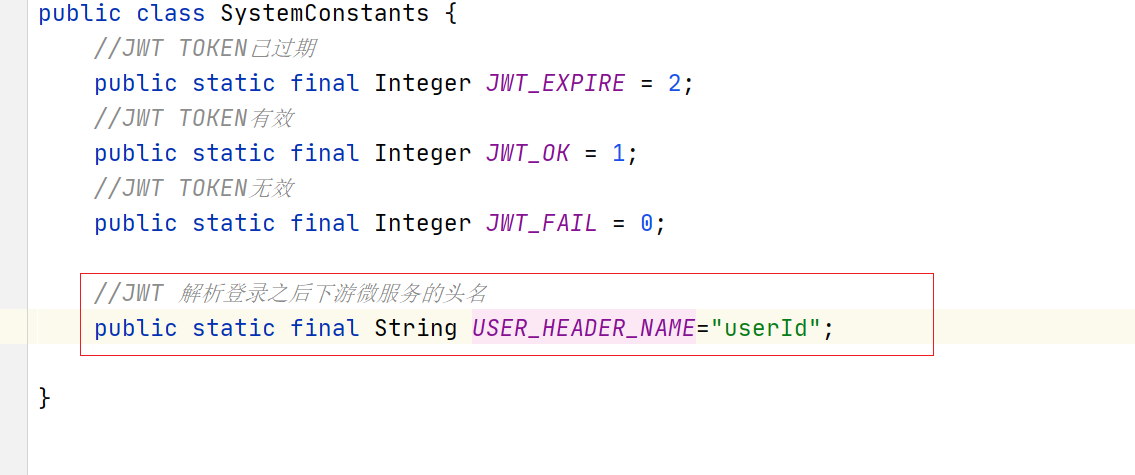 public class SystemConstants {
//JWT TOKEN已过期
public static final Integer JWT_EXPIRE = 2;
//JWT TOKEN有效
public static final Integer JWT_OK = 1;
//JWT TOKEN无效
public static final Integer JWT_FAIL = 0;
//JWT 解析登录之后下游微服务的头名
public static final String USER_HEADER_NAME="userId";
}